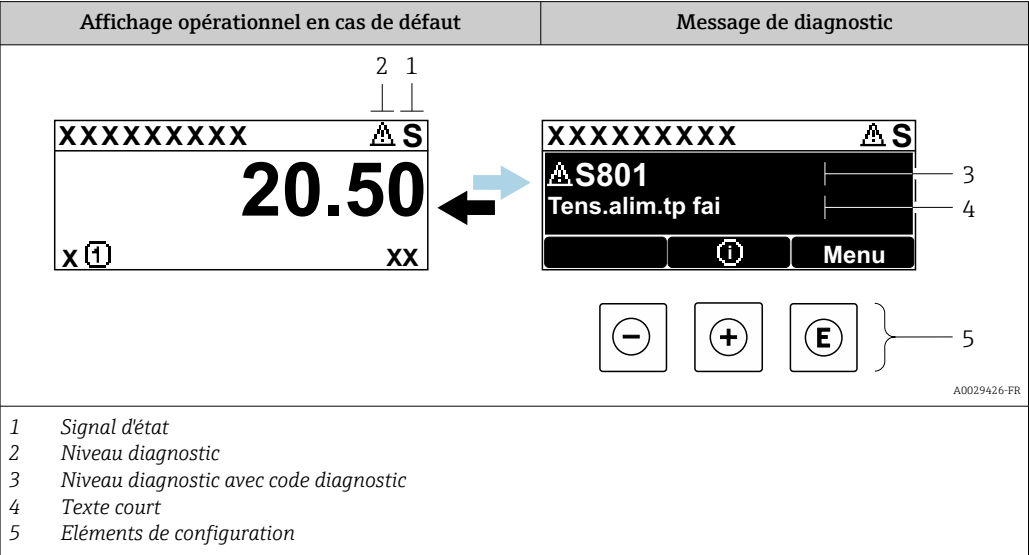 Affichage opérationnel en cas de défaut
Message de diagnostic
2 1
XXXXXXXXX ⚠ S
20.50
x ① xx
XXXXXXXXX ⚠ S
⚠S801
3
Tens.alim.tp fai
4
ⓘ Menu
− + E
5
A0029426-FR
1 Signal d'état
2 Niveau diagnostic
3 Niveau diagnostic avec code diagnostic
4 Texte court
5 Eléments de configuration